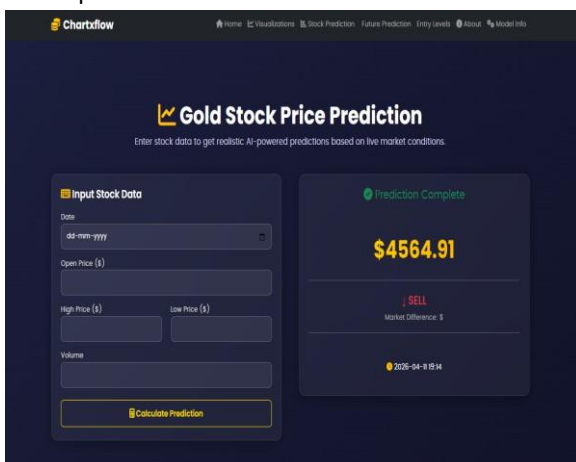 Chartxflow
Home Visualizations Stock Prediction Future Prediction Entry Levels About Model Info
Gold Stock Price Prediction
Enter stock data to get realistic AI-powered predictions based on live market conditions.
Input Stock Data
Date
dd-mm-yyyy
Open Price ($)
High Price ($) Low Price ($)
Volume
Calculate Prediction
Prediction Complete
$4564.91
↓ SELL
Market Difference: $
2026-04-11 19:14